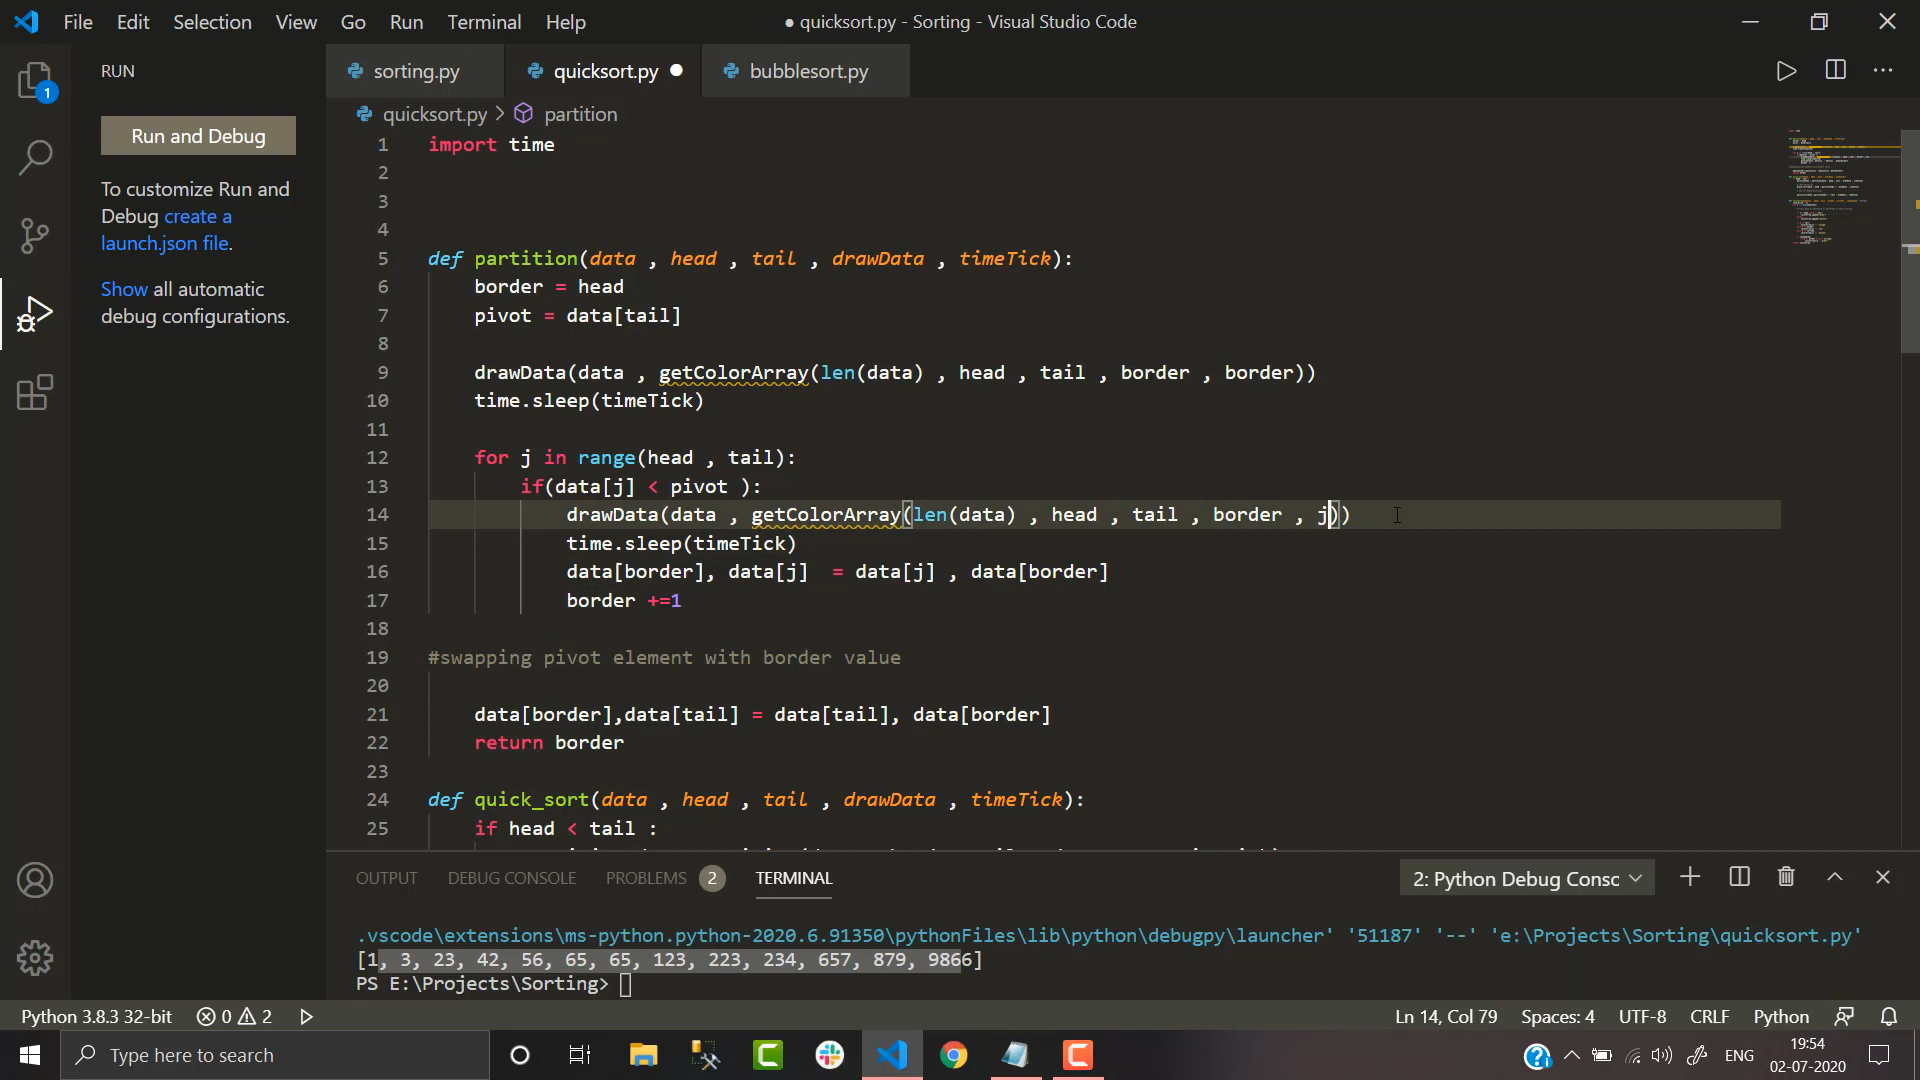 File Edit Selection View Go Run Terminal Help ● quicksort.py - Sorting - Visual Studio Code
RUN
sorting.py quicksort.py ● bubblesort.py
1
Run and Debug
To customize Run and
Debug create a
launch.json file.
Show all automatic
debug configurations.
quicksort.py > partition
1 import time
2
3
4
5 def partition(data , head , tail , drawData , timeTick):
6 border = head
7 pivot = data[tail]
8
9 drawData(data , getColorArray(len(data) , head , tail , border , border))
10 time.sleep(timeTick)
11
12 for j in range(head , tail):
13 if(data[j] < pivot ):
14 drawData(data , getColorArray(len(data) , head , tail , border , j))
15 time.sleep(timeTick)
16 data[border], data[j]  = data[j] , data[border]
17 border +=1
18
19 #swapping pivot element with border value
20
21 data[border],data[tail] = data[tail], data[border]
22 return border
23
24 def quick_sort(data , head , tail , drawData , timeTick):
25 if head < tail :
OUTPUT DEBUG CONSOLE PROBLEMS 2 TERMINAL 2: Python Debug Consc
.vscode\extensions\ms-python.python-2020.6.91350\pythonFiles\lib\python\debugpy\launcher' '51187' '--' 'e:\Projects\Sorting\quicksort.py'
[1, 3, 23, 42, 56, 65, 65, 123, 223, 234, 657, 879, 9866]
PS E:\Projects\Sorting>
Python 3.8.3 32-bit 0 2 Ln 14, Col 79 Spaces: 4 UTF-8 CRLF Python
Type here to search ENG 19:54
02-07-2020